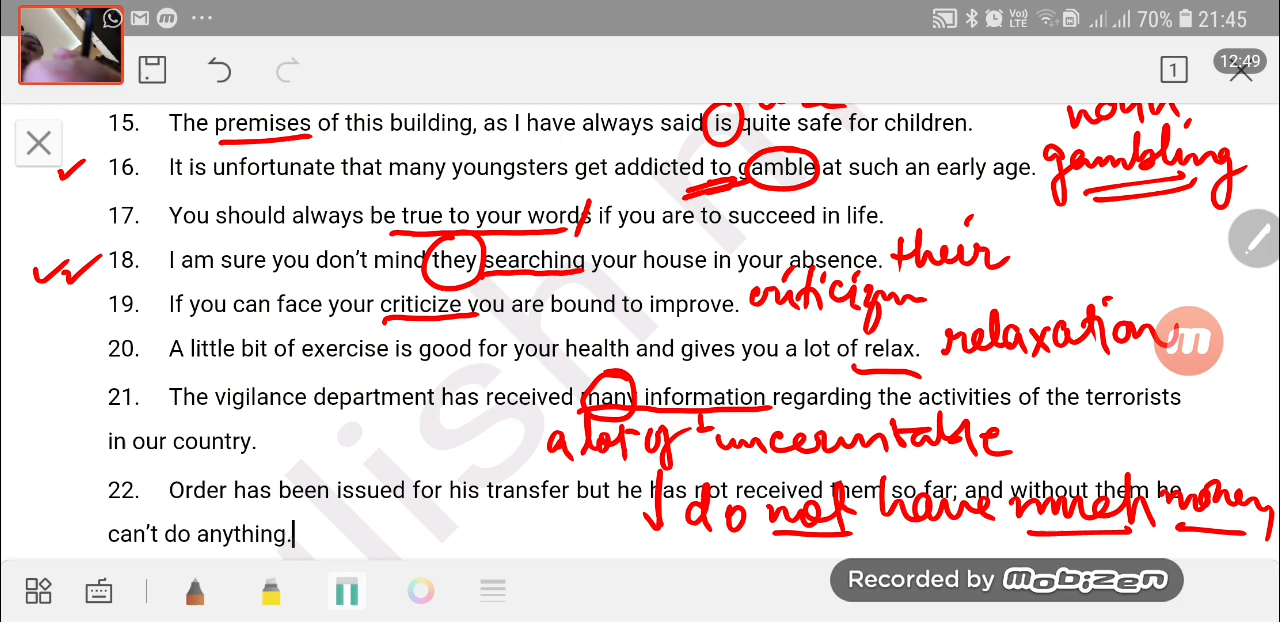 Vo))
LTE
70%
21:45
1
12:49
15. The premises of this building, as I have always said is quite safe for children.
noun
16. It is unfortunate that many youngsters get addicted to gamble at such an early age.
gambling
17. You should always be true to your words if you are to succeed in life.
18. I am sure you don't mind they searching your house in your absence. their
19. If you can face your criticize you are bound to improve. criticism
20. A little bit of exercise is good for your health and gives you a lot of relax. relaxation
m
21. The vigilance department has received many information regarding the activities of the terrorists
in our country.
a lot of uncountable
22. Order has been issued for his transfer but he has not received them so far; and without them he
can't do anything.
I do not have much money
Recorded by mobizen